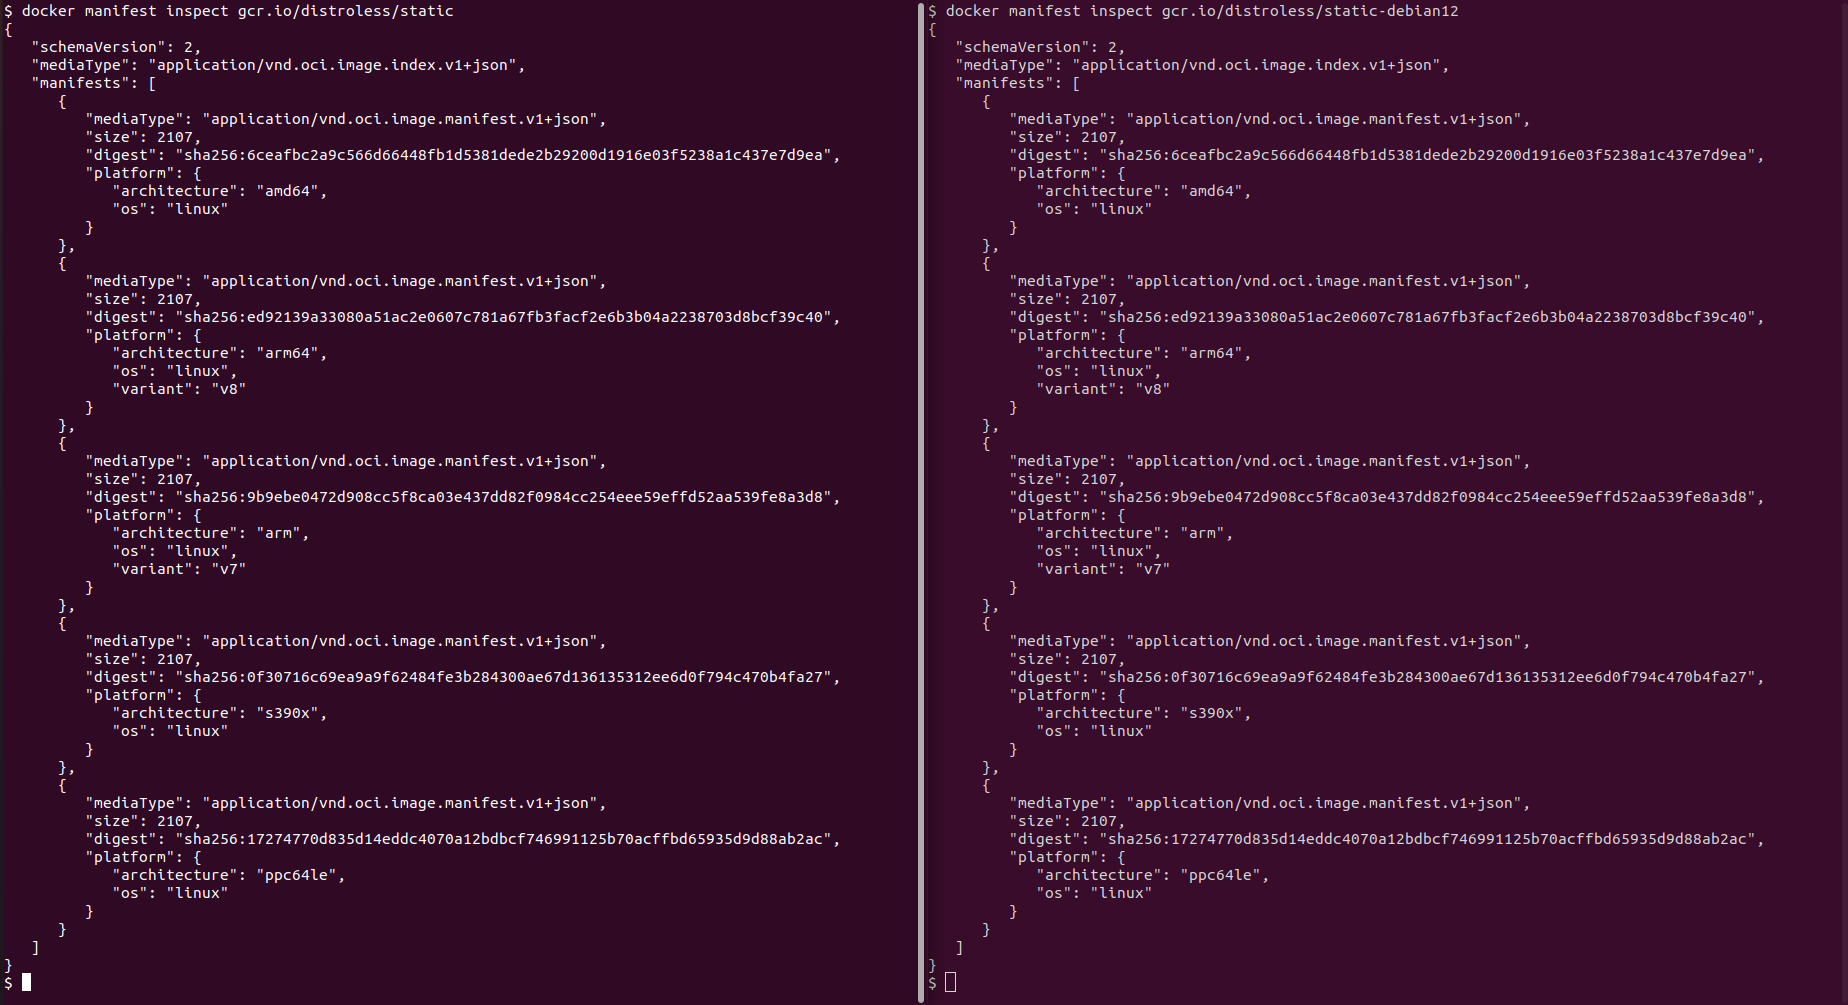 $ docker manifest inspect gcr.io/distroless/static
{
   "schemaVersion": 2,
   "mediaType": "application/vnd.oci.image.index.v1+json",
   "manifests": [
      {
         "mediaType": "application/vnd.oci.image.manifest.v1+json",
         "size": 2107,
         "digest": "sha256:6ceafbc2a9c566d66448fb1d5381dede2b29200d1916e03f5238a1c437e7d9ea",
         "platform": {
            "architecture": "amd64",
            "os": "linux"
         }
      },
      {
         "mediaType": "application/vnd.oci.image.manifest.v1+json",
         "size": 2107,
         "digest": "sha256:ed92139a33080a51ac2e0607c781a67fb3facf2e6b3b04a2238703d8bcf39c40",
         "platform": {
            "architecture": "arm64",
            "os": "linux",
            "variant": "v8"
         }
      },
      {
         "mediaType": "application/vnd.oci.image.manifest.v1+json",
         "size": 2107,
         "digest": "sha256:9b9ebe0472d908cc5f8ca03e437dd82f0984cc254eee59effd52aa539fe8a3d8",
         "platform": {
            "architecture": "arm",
            "os": "linux",
            "variant": "v7"
         }
      },
      {
         "mediaType": "application/vnd.oci.image.manifest.v1+json",
         "size": 2107,
         "digest": "sha256:0f30716c69ea9a9f62484fe3b284300ae67d136135312ee6d0f794c470b4fa27",
         "platform": {
            "architecture": "s390x",
            "os": "linux"
         }
      },
      {
         "mediaType": "application/vnd.oci.image.manifest.v1+json",
         "size": 2107,
         "digest": "sha256:17274770d835d14eddc4070a12bdbcf746991125b70acffbd65935d9d88ab2ac",
         "platform": {
            "architecture": "ppc64le",
            "os": "linux"
         }
      }
   ]
}
$
$ docker manifest inspect gcr.io/distroless/static-debian12
{
   "schemaVersion": 2,
   "mediaType": "application/vnd.oci.image.index.v1+json",
   "manifests": [
      {
         "mediaType": "application/vnd.oci.image.manifest.v1+json",
         "size": 2107,
         "digest": "sha256:6ceafbc2a9c566d66448fb1d5381dede2b29200d1916e03f5238a1c437e7d9ea",
         "platform": {
            "architecture": "amd64",
            "os": "linux"
         }
      },
      {
         "mediaType": "application/vnd.oci.image.manifest.v1+json",
         "size": 2107,
         "digest": "sha256:ed92139a33080a51ac2e0607c781a67fb3facf2e6b3b04a2238703d8bcf39c40",
         "platform": {
            "architecture": "arm64",
            "os": "linux",
            "variant": "v8"
         }
      },
      {
         "mediaType": "application/vnd.oci.image.manifest.v1+json",
         "size": 2107,
         "digest": "sha256:9b9ebe0472d908cc5f8ca03e437dd82f0984cc254eee59effd52aa539fe8a3d8",
         "platform": {
            "architecture": "arm",
            "os": "linux",
            "variant": "v7"
         }
      },
      {
         "mediaType": "application/vnd.oci.image.manifest.v1+json",
         "size": 2107,
         "digest": "sha256:0f30716c69ea9a9f62484fe3b284300ae67d136135312ee6d0f794c470b4fa27",
         "platform": {
            "architecture": "s390x",
            "os": "linux"
         }
      },
      {
         "mediaType": "application/vnd.oci.image.manifest.v1+json",
         "size": 2107,
         "digest": "sha256:17274770d835d14eddc4070a12bdbcf746991125b70acffbd65935d9d88ab2ac",
         "platform": {
            "architecture": "ppc64le",
            "os": "linux"
         }
      }
   ]
}
$